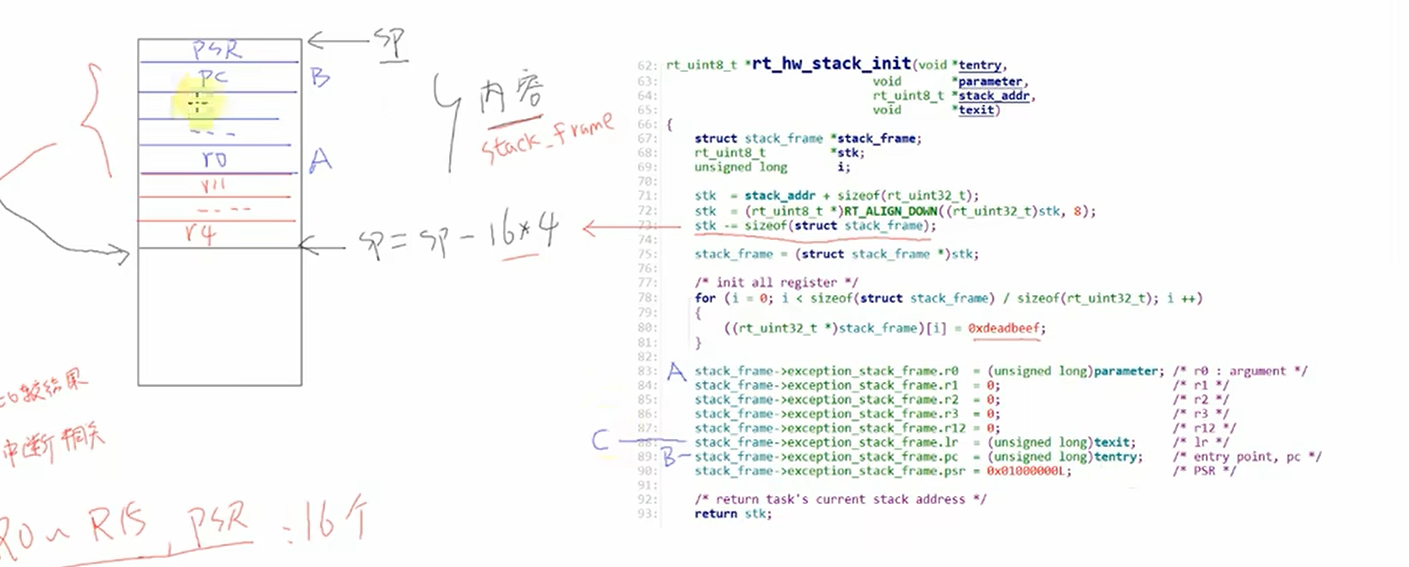 PSR
← SP
PC
B
内容
stack_frame
- - -
r0
A
r11
- - - -
r4
SP = SP - 16*4
比较结果
中断相关
R0~R15, PSR : 16个
62: rt_uint8_t *rt_hw_stack_init(void *tentry,
63: void *parameter,
64: rt_uint8_t *stack_addr,
65: void *texit)
66: {
67: struct stack_frame *stack_frame;
68: rt_uint8_t *stk;
69: unsigned long i;
70:
71: stk = stack_addr + sizeof(rt_uint32_t);
72: stk = (rt_uint8_t *)RT_ALIGN_DOWN((rt_uint32_t)stk, 8);
73: stk -= sizeof(struct stack_frame);
74:
75: stack_frame = (struct stack_frame *)stk;
76:
77: /* init all register */
78: for (i = 0; i < sizeof(struct stack_frame) / sizeof(rt_uint32_t); i ++)
79: {
80: ((rt_uint32_t *)stack_frame)[i] = 0xdeadbeef;
81: }
82:
A 83: stack_frame->exception_stack_frame.r0 = (unsigned long)parameter; /* r0 : argument */
84: stack_frame->exception_stack_frame.r1 = 0; /* r1 */
85: stack_frame->exception_stack_frame.r2 = 0; /* r2 */
86: stack_frame->exception_stack_frame.r3 = 0; /* r3 */
87: stack_frame->exception_stack_frame.r12 = 0; /* r12 */
C 88: stack_frame->exception_stack_frame.lr = (unsigned long)texit; /* lr */
B 89: stack_frame->exception_stack_frame.pc = (unsigned long)tentry; /* entry point, pc */
90: stack_frame->exception_stack_frame.psr = 0x01000000L; /* PSR */
91:
92: /* return task's current stack address */
93: return stk;